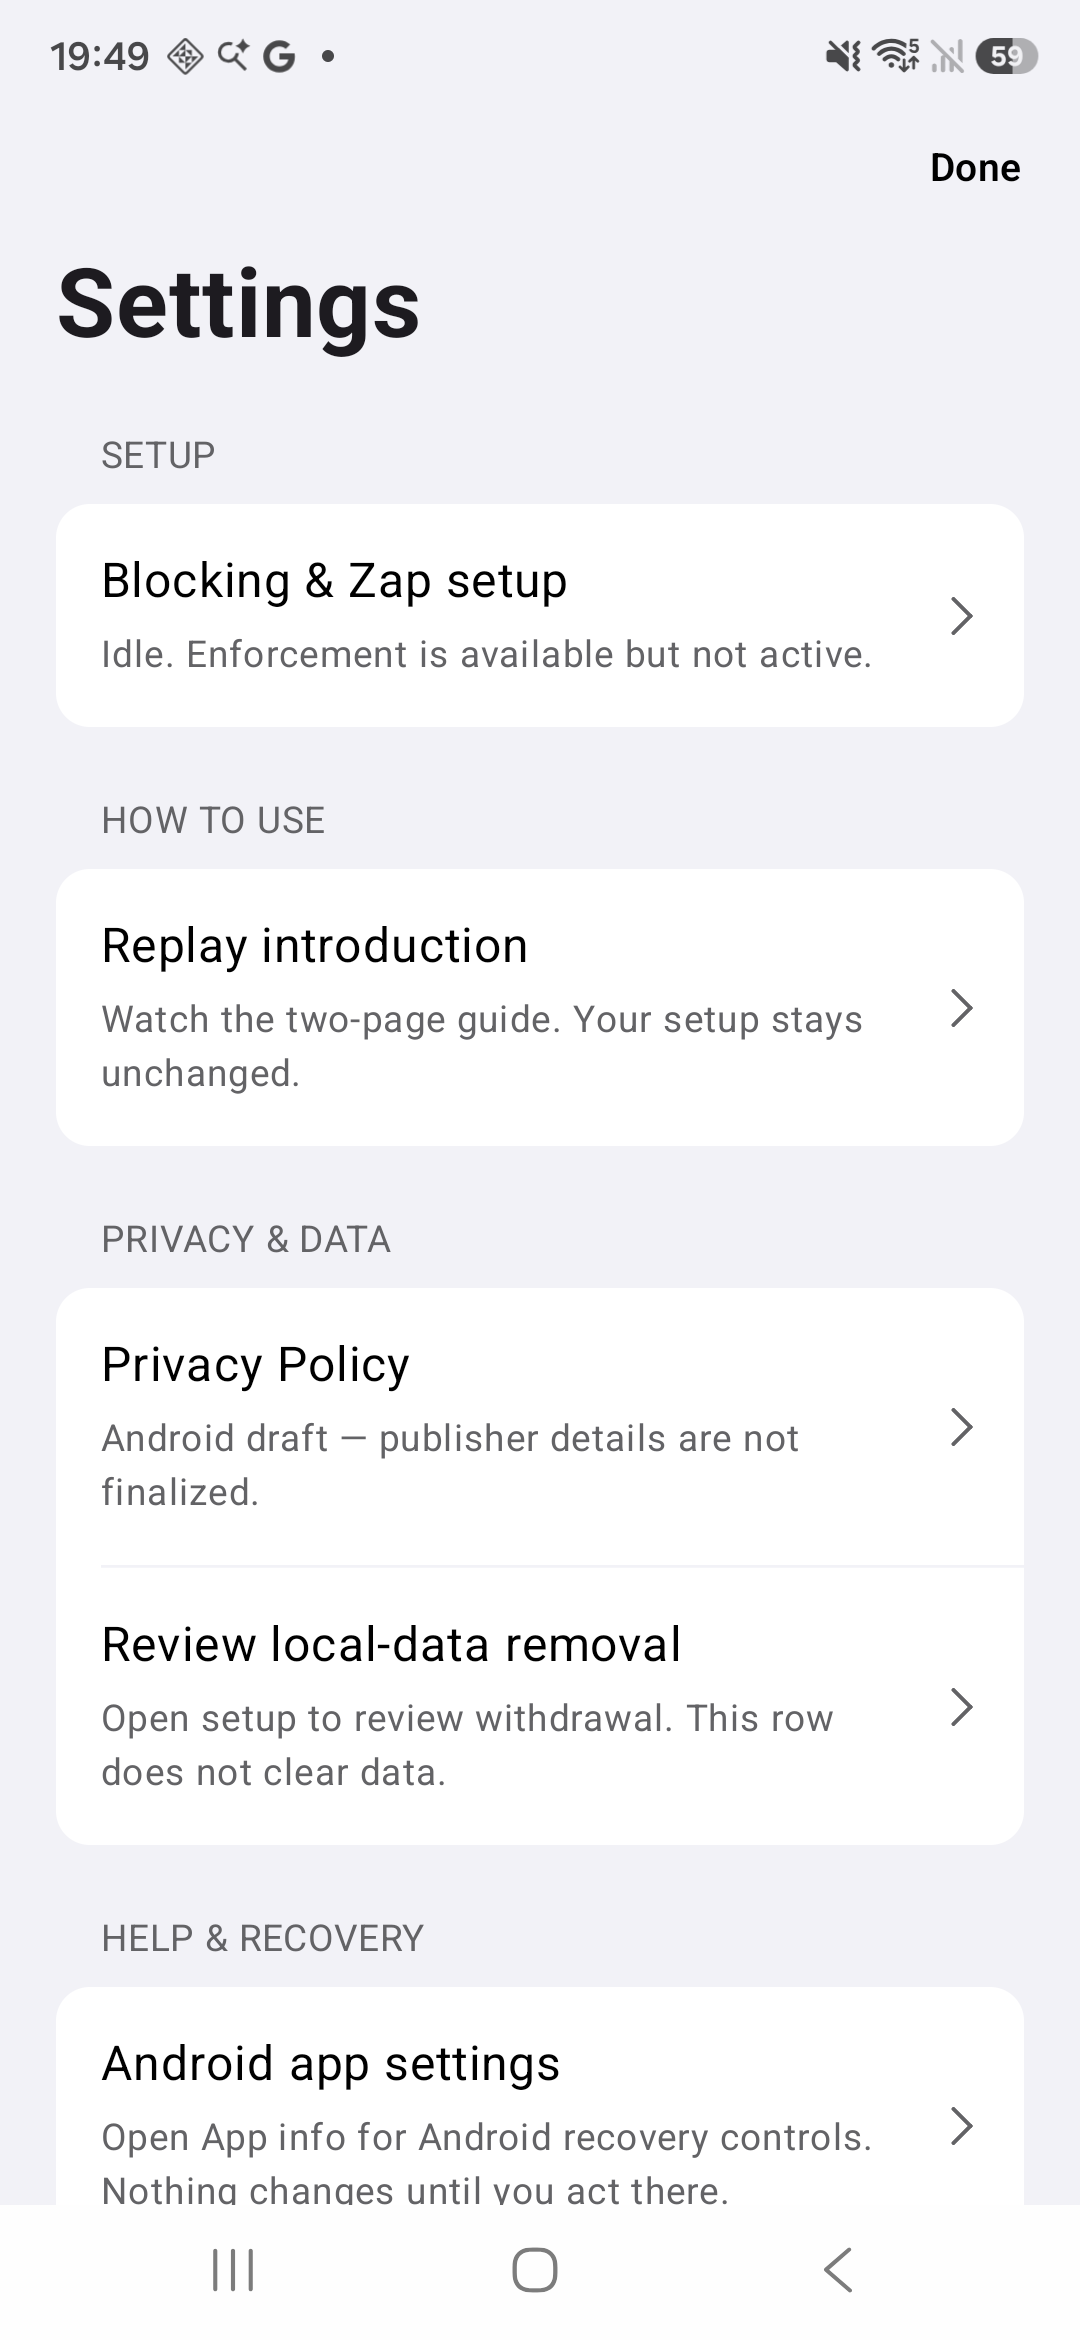 19:49
5
59
Done
Settings
SETUP
Blocking & Zap setup
Idle. Enforcement is available but not active.
HOW TO USE
Replay introduction
Watch the two-page guide. Your setup stays
unchanged.
PRIVACY & DATA
Privacy Policy
Android draft — publisher details are not
finalized.
Review local-data removal
Open setup to review withdrawal. This row
does not clear data.
HELP & RECOVERY
Android app settings
Open App info for Android recovery controls.
Nothing changes until you act there.